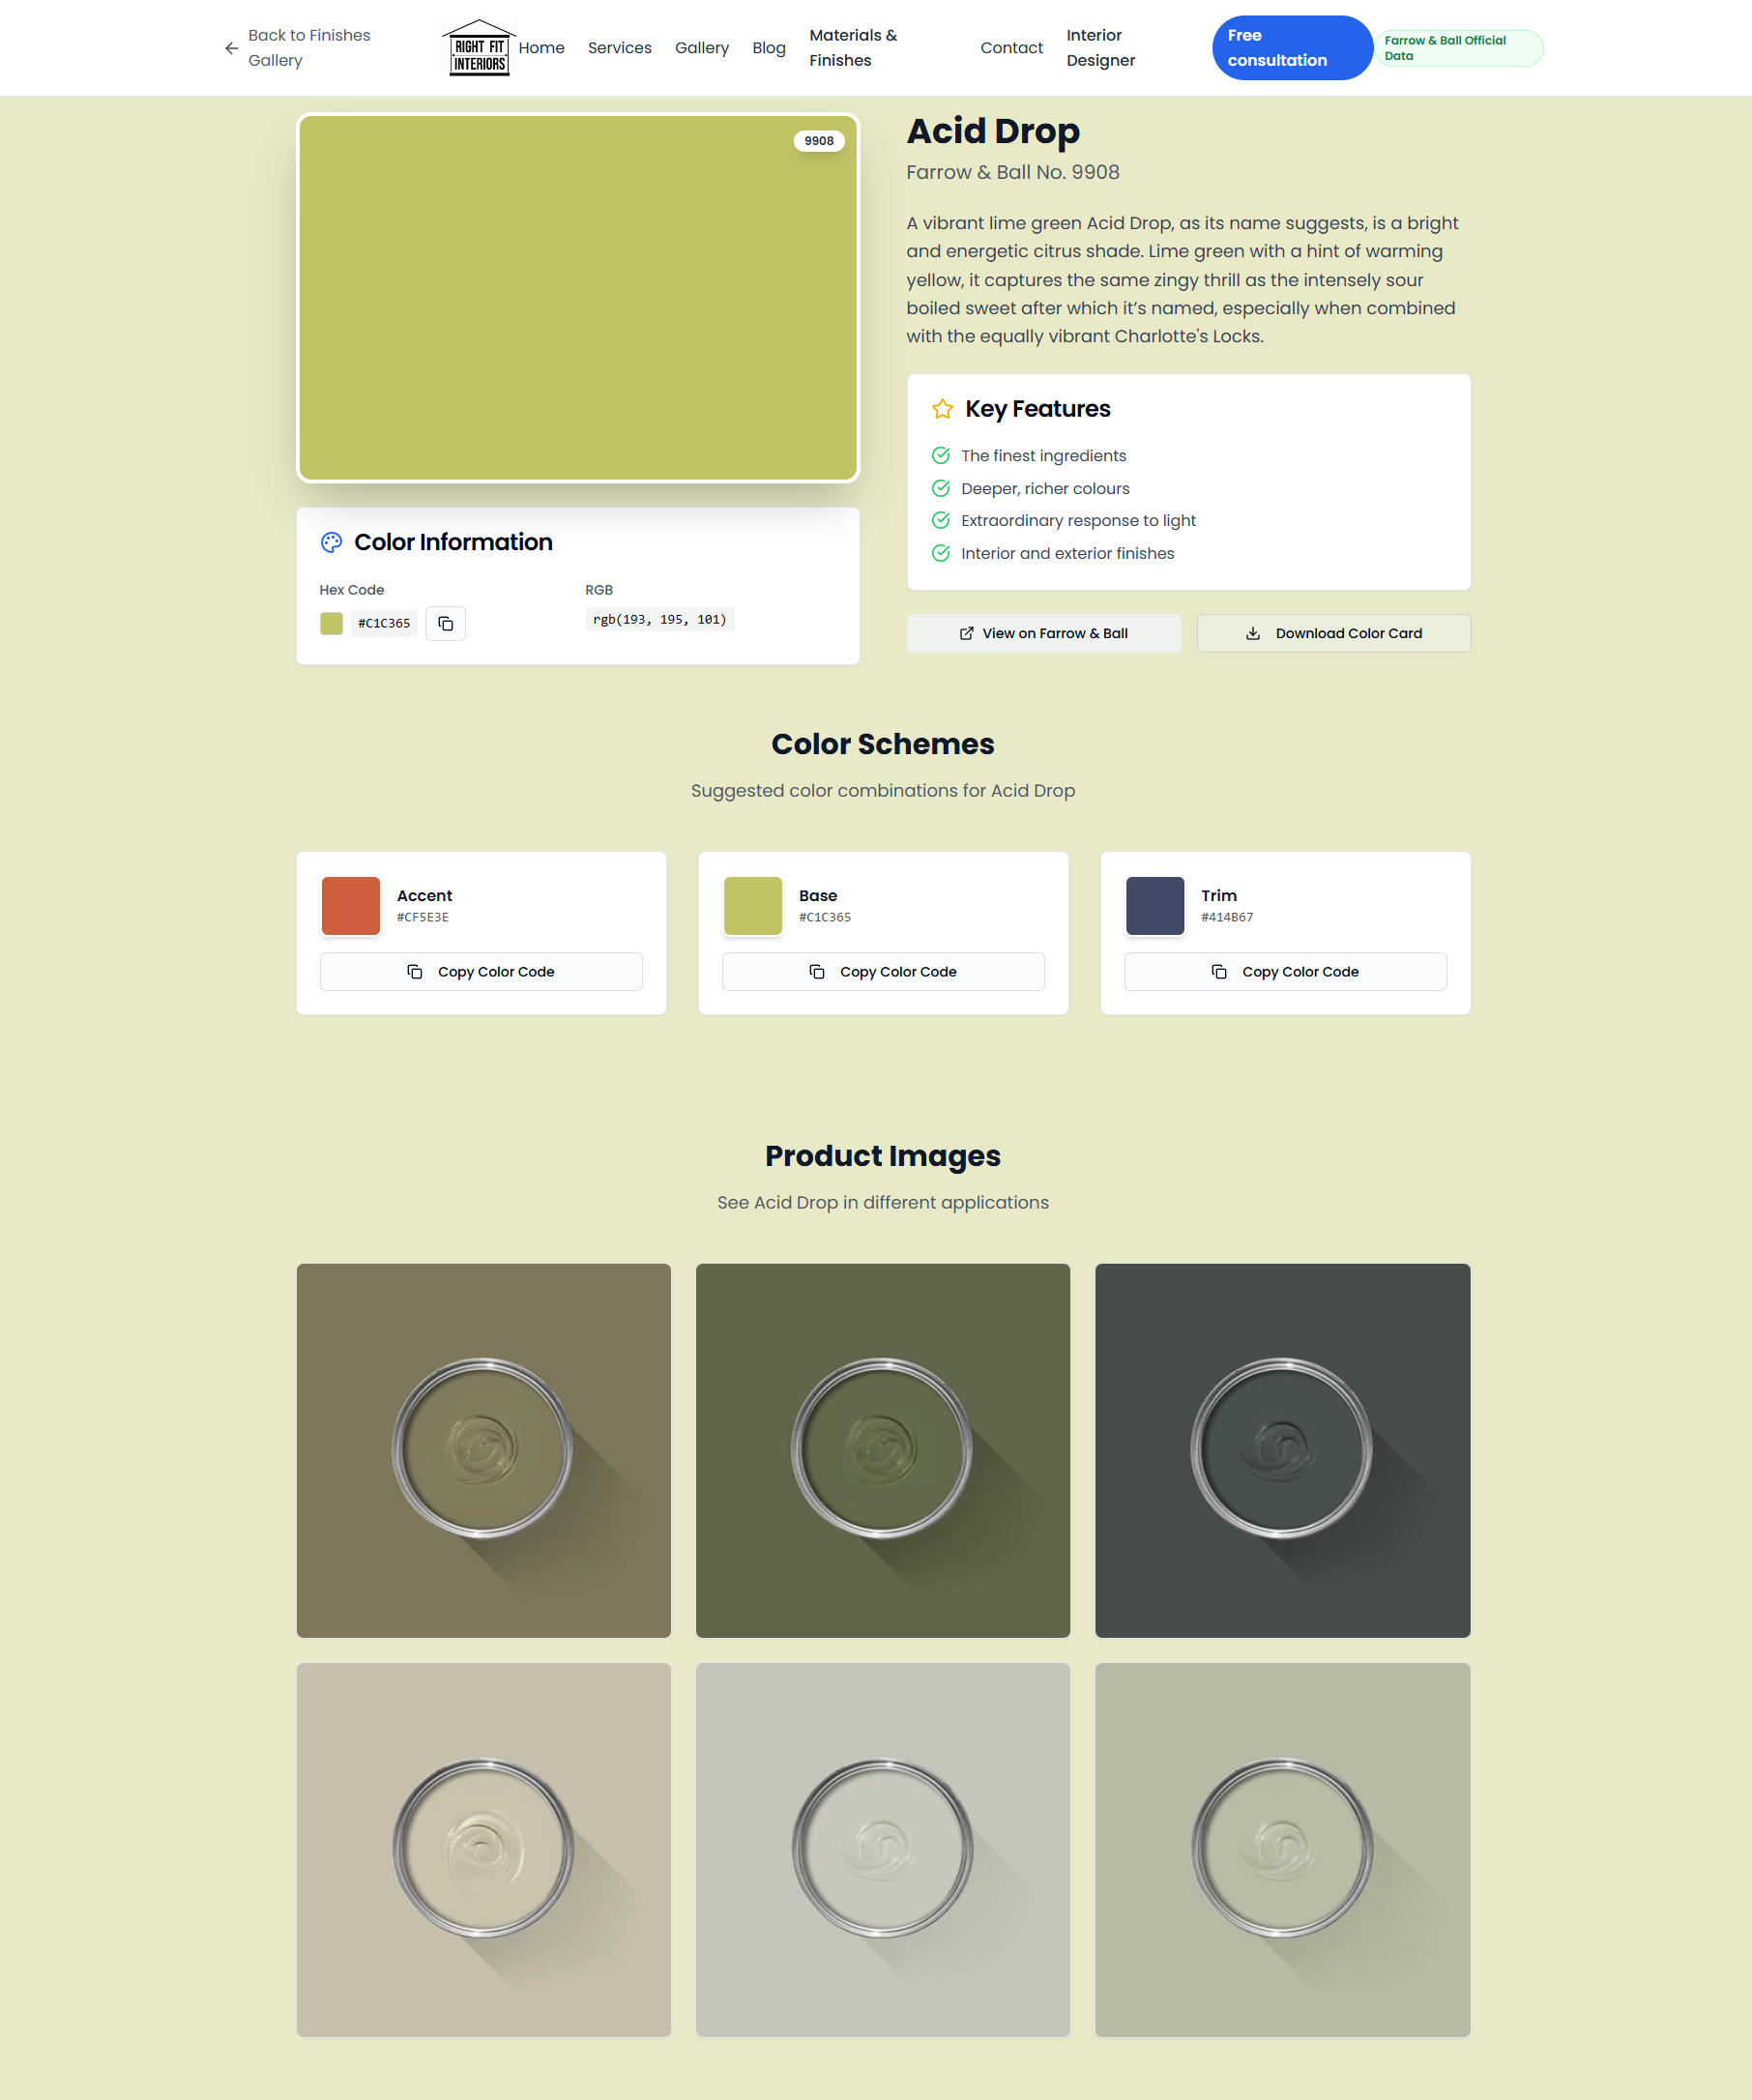 Back to Finishes
Gallery
RIGHT FIT
INTERIORS
Home
Services
Gallery
Blog
Materials &
Finishes
Contact
Interior
Designer
Free
consultation
Farrow & Ball Official
Data
9908
Acid Drop
Farrow & Ball No. 9908
A vibrant lime green Acid Drop, as its name suggests, is a bright
and energetic citrus shade. Lime green with a hint of warming
yellow, it captures the same zingy thrill as the intensely sour
boiled sweet after which it’s named, especially when combined
with the equally vibrant Charlotte's Locks.
Key Features
The finest ingredients
Deeper, richer colours
Extraordinary response to light
Interior and exterior finishes
View on Farrow & Ball
Download Color Card
Color Information
Hex Code
#C1C365
RGB
rgb(193, 195, 101)
Color Schemes
Suggested color combinations for Acid Drop
Accent
#CF5E3E
Copy Color Code
Base
#C1C365
Copy Color Code
Trim
#414B67
Copy Color Code
Product Images
See Acid Drop in different applications